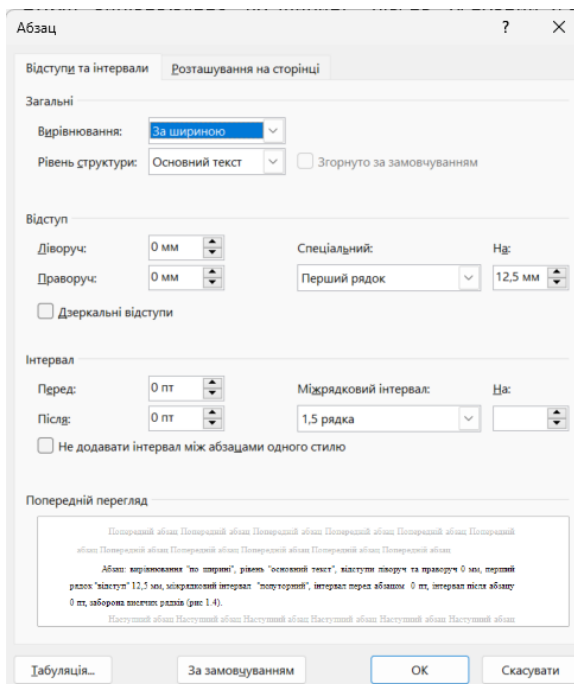 Абзац ? ×
Відступи та інтервали Розташування на сторінці
Загальні
Вирівнювання: За шириною
Рівень структури: Основний текст Згорнуто за замовчуванням
Відступ
Ліворуч: 0 мм Спеціальний: На:
Праворуч: 0 мм Перший рядок 12,5 мм
Дзеркальні відступи
Інтервал
Перед: 0 пт Міжрядковий інтервал: На:
Після: 0 пт 1,5 рядка
Не додавати інтервал між абзацами одного стилю
Попередній перегляд
Попередній абзац Попередній абзац Попередній абзац Попередній абзац Попередній абзац Попередній
абзац Попередній абзац Попередній абзац Попередній абзац Попередній абзац Попередній абзац
Абзац: вирівнювання "по ширині", рівень "основний текст", відступи ліворуч та праворуч 0 мм, перший
рядок "відступ" 12,5 мм, міжрядковий інтервал "полуторний", інтервал перед абзацом 0 пт, інтервал після абзацу
0 пт, заборона висячих рядків (рис 1.4).
Наступний абзац Наступний абзац Наступний абзац Наступний абзац Наступний абзац Наступний абзац
Табуляція... За замовчуванням ОК Скасувати